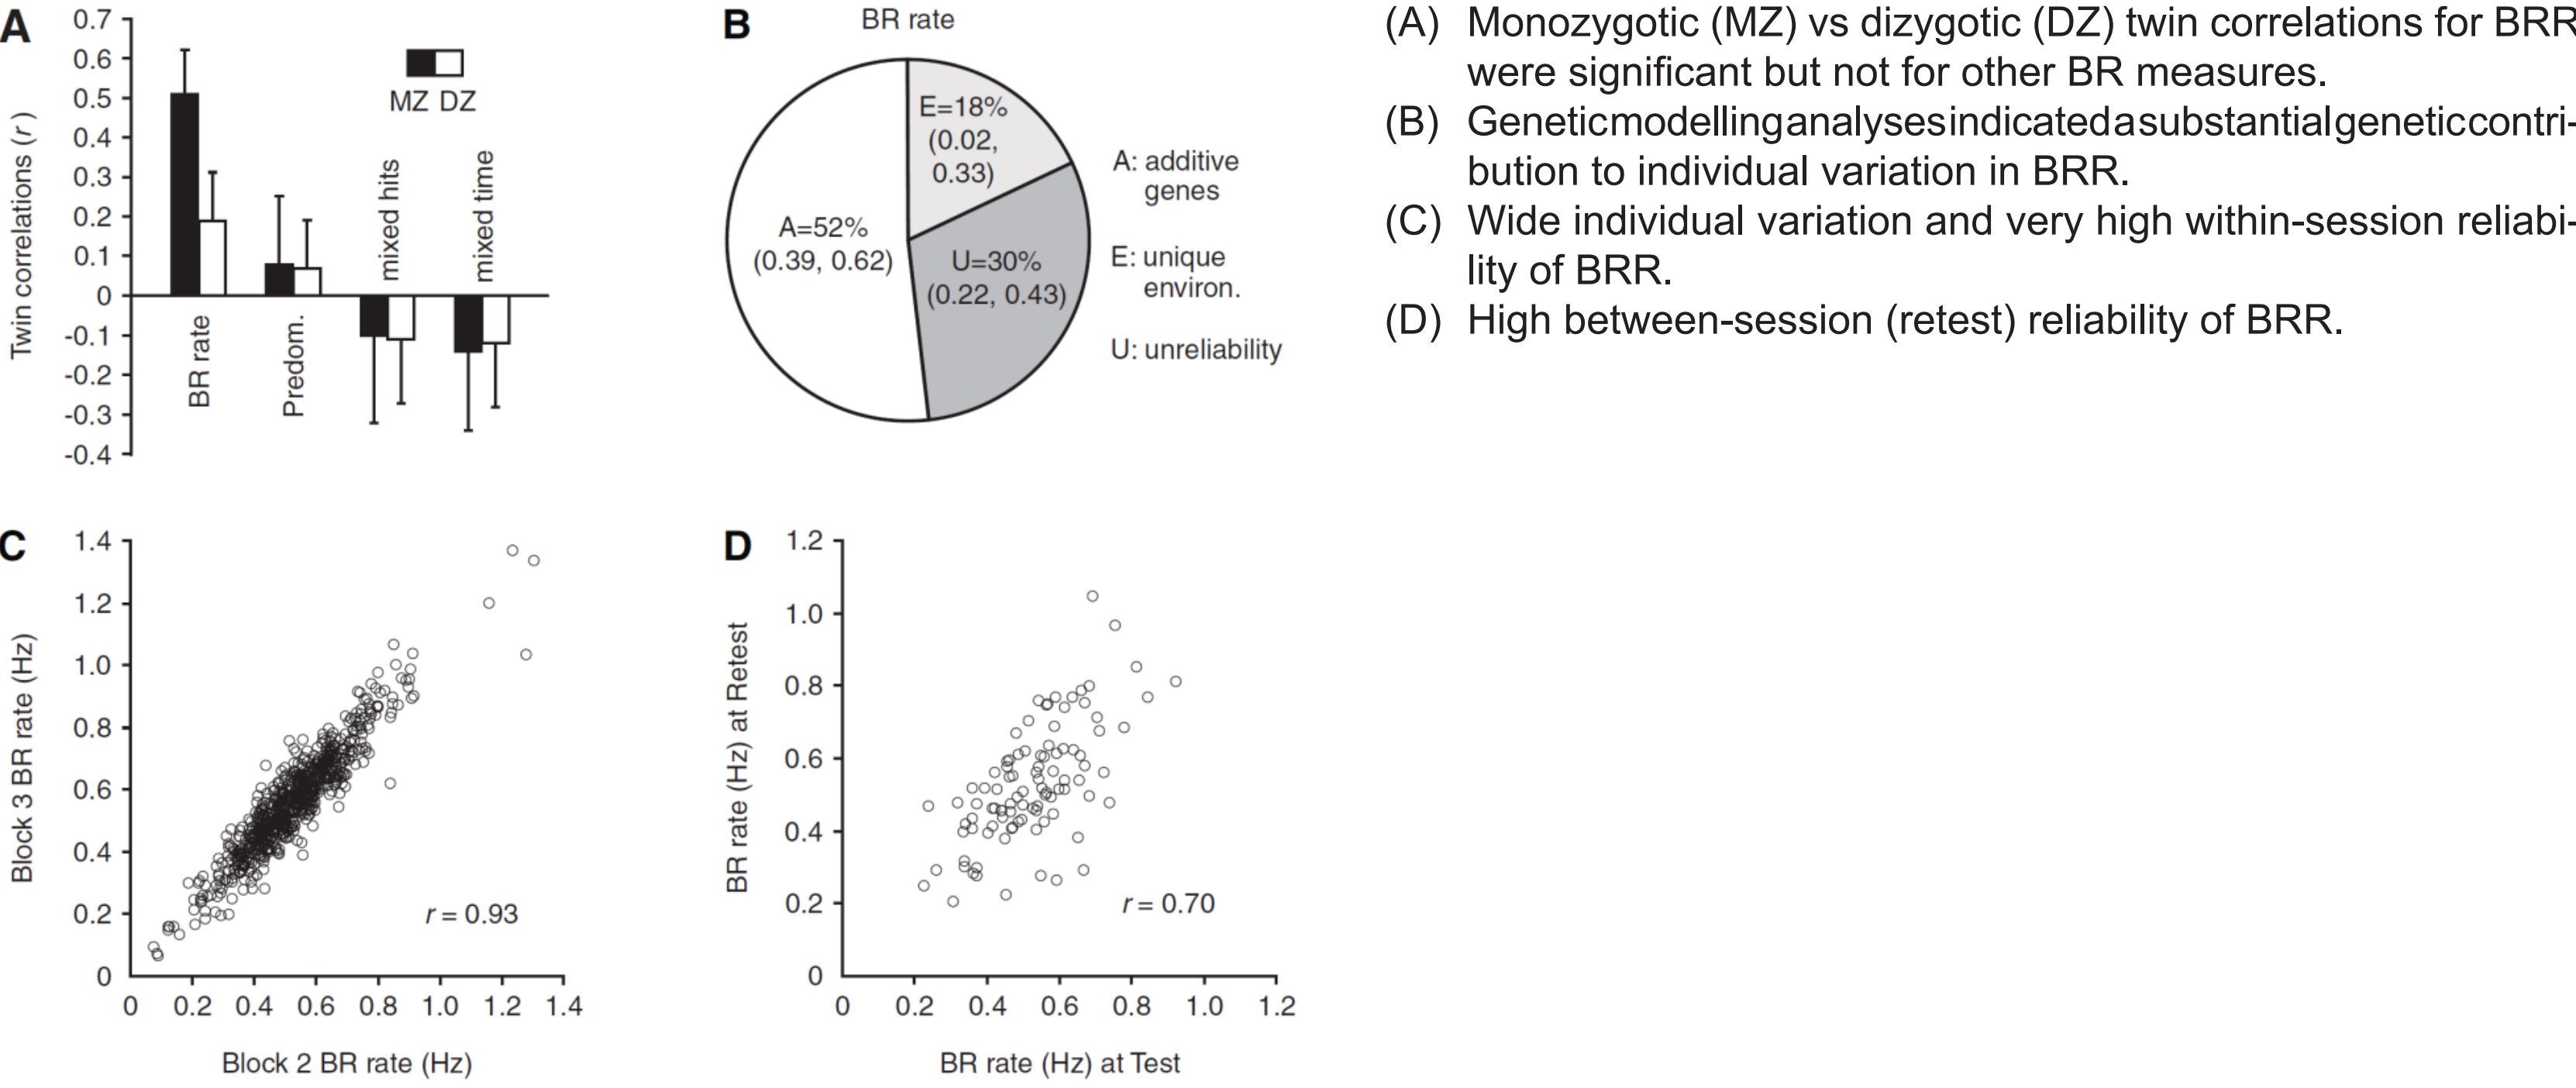 A
0.7
0.6
0.5
0.4
0.3
0.2
0.1
0
-0.1
-0.2
-0.3
-0.4
Twin correlations (r)
MZ DZ
BR rate
Predom.
mixed hits
mixed time
B
BR rate
E=18%
(0.02,
0.33)
A=52%
(0.39, 0.62)
U=30%
(0.22, 0.43)
A: additive
genes
E: unique
environ.
U: unreliability
(A) Monozygotic (MZ) vs dizygotic (DZ) twin correlations for BRR
were significant but not for other BR measures.
(B) Geneticmodellinganalysesindicatedasubstantialgeneticcontri-
bution to individual variation in BRR.
(C) Wide individual variation and very high within-session reliabi-
lity of BRR.
(D) High between-session (retest) reliability of BRR.
C
1.4
1.2
1.0
0.8
0.6
0.4
0.2
0
Block 3 BR rate (Hz)
r = 0.93
0 0.2 0.4 0.6 0.8 1.0 1.2 1.4
Block 2 BR rate (Hz)
D
1.2
1.0
0.8
0.6
0.4
0.2
0
BR rate (Hz) at Retest
r = 0.70
0 0.2 0.4 0.6 0.8 1.0 1.2
BR rate (Hz) at Test